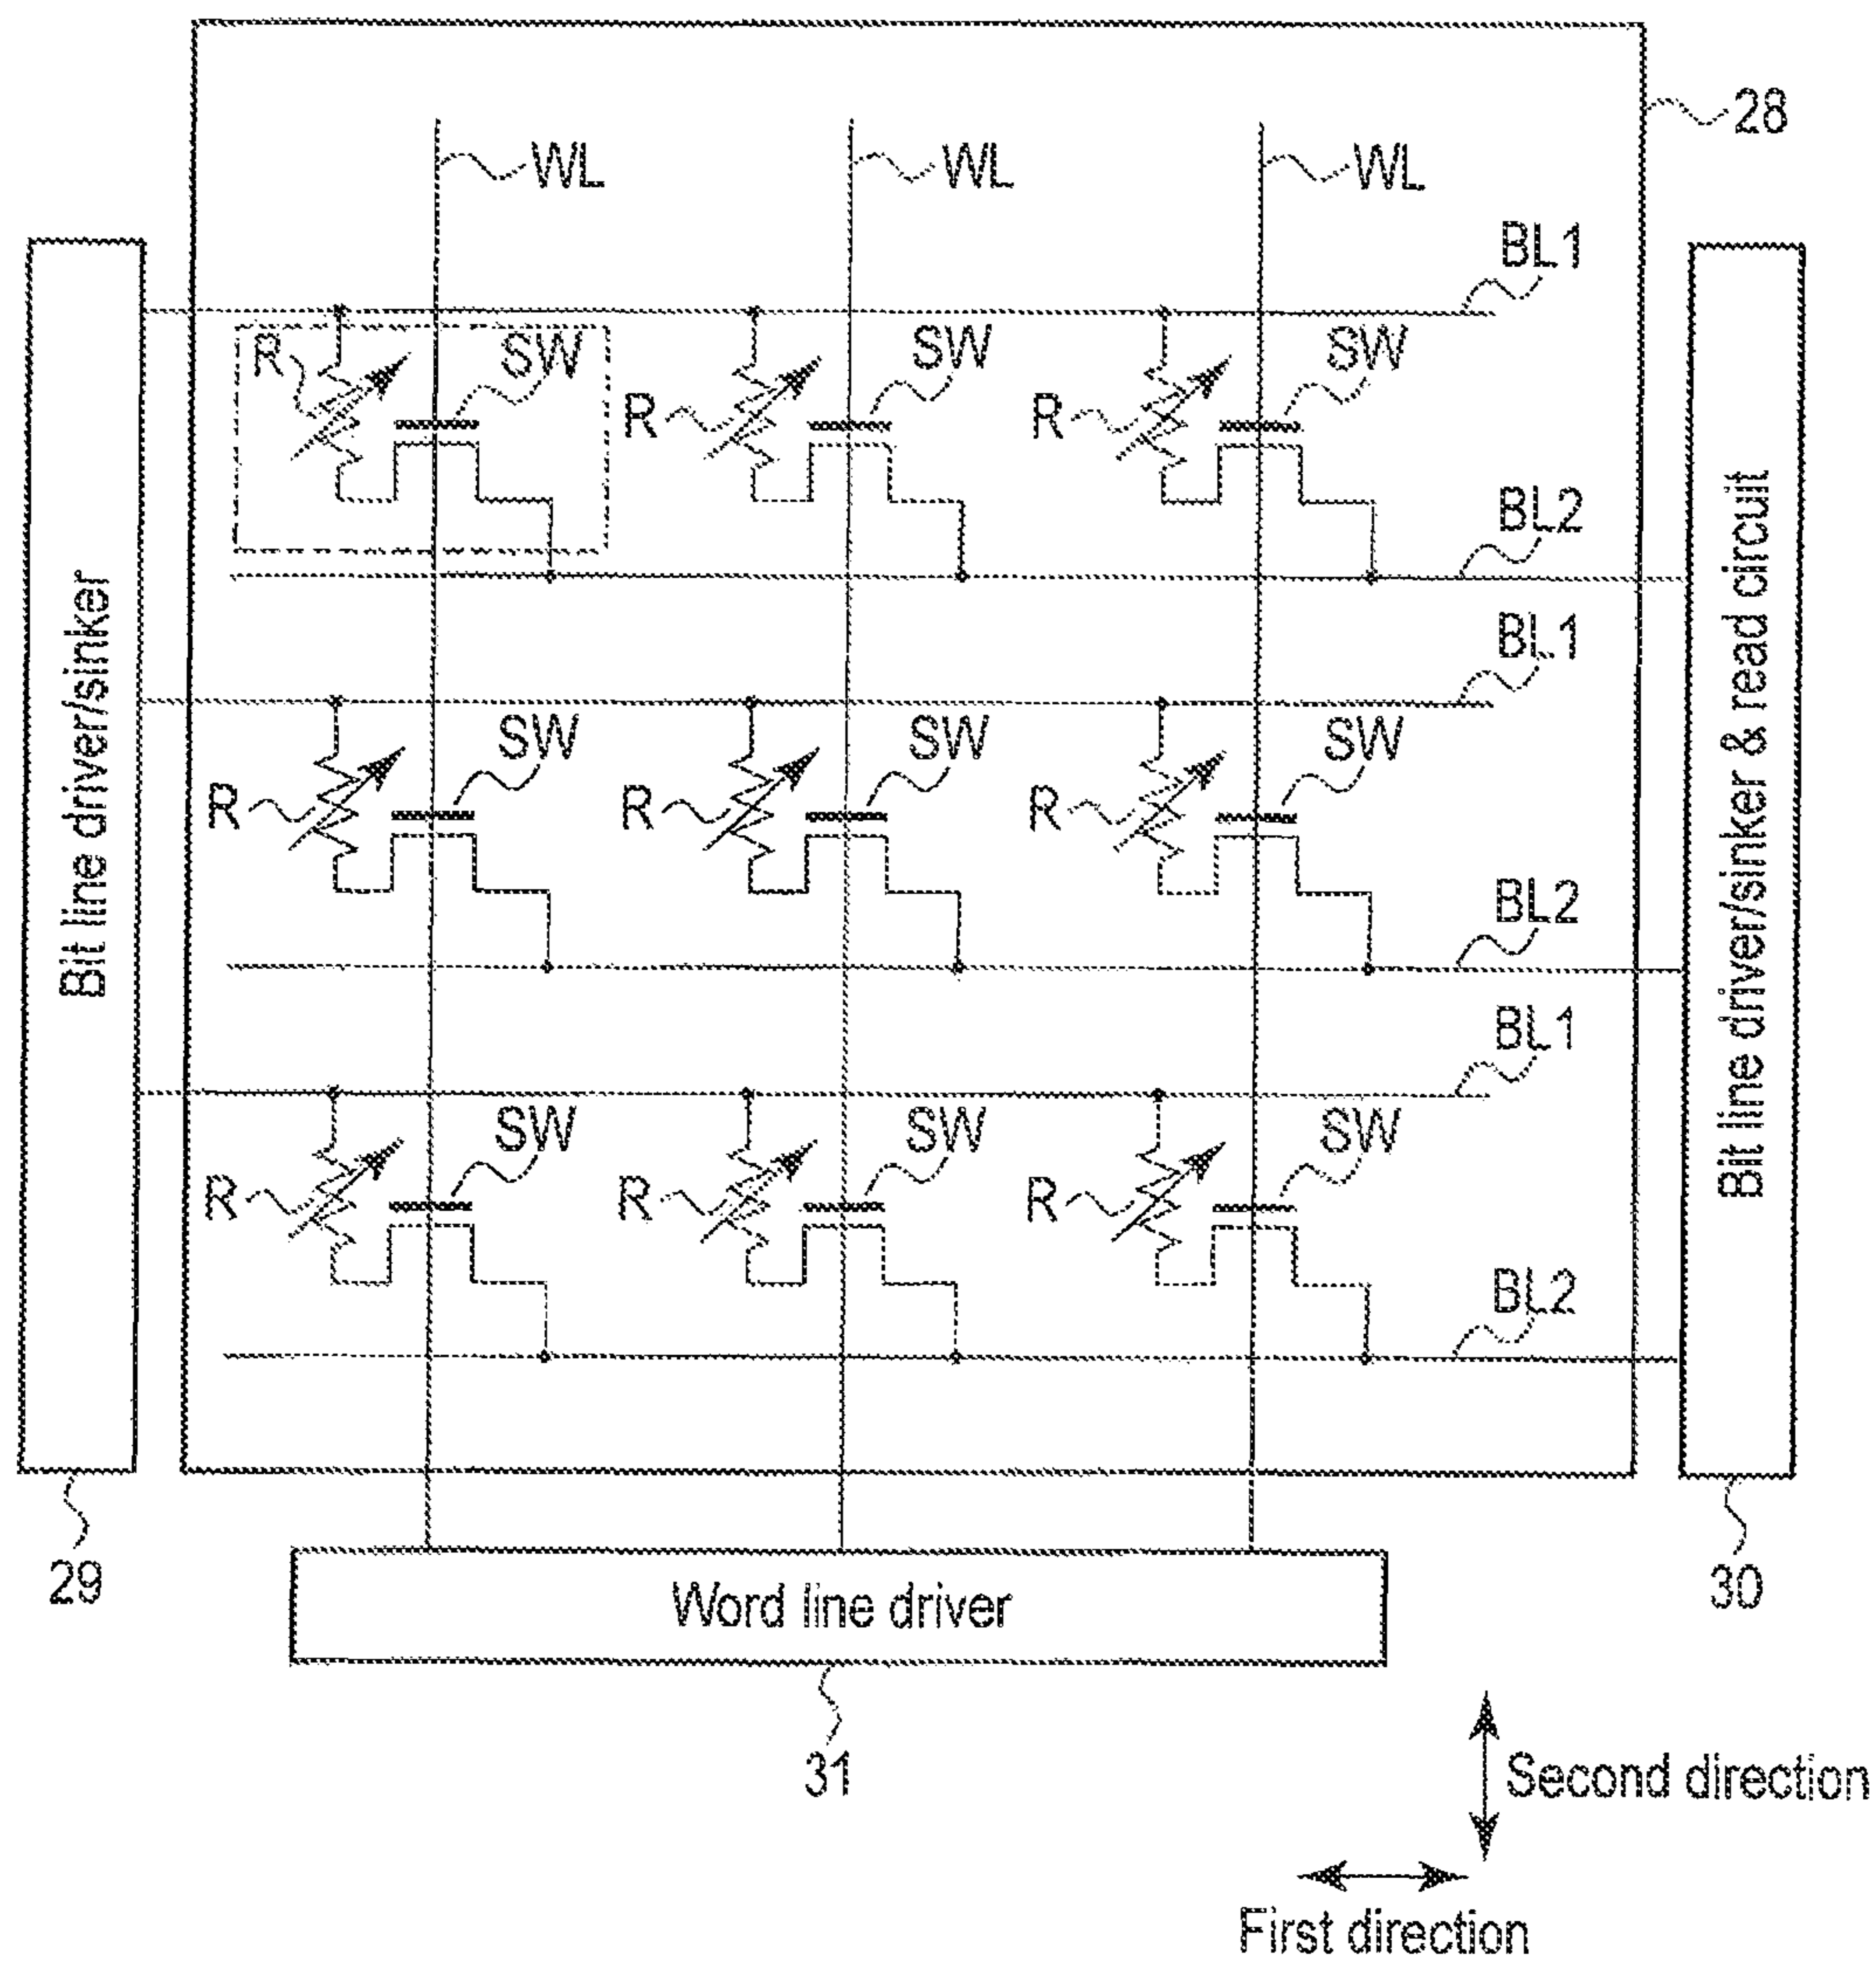 28
WL WL WL
BL1
R SW SW SW
R R
BL2
BL1
SW SW SW
R R R
BL2
BL1
SW SW SW
R R R
BL2
Bit line driver/sinker
Bit line driver/sinker & read circuit
29
30
Word line driver
31
Second direction
First direction